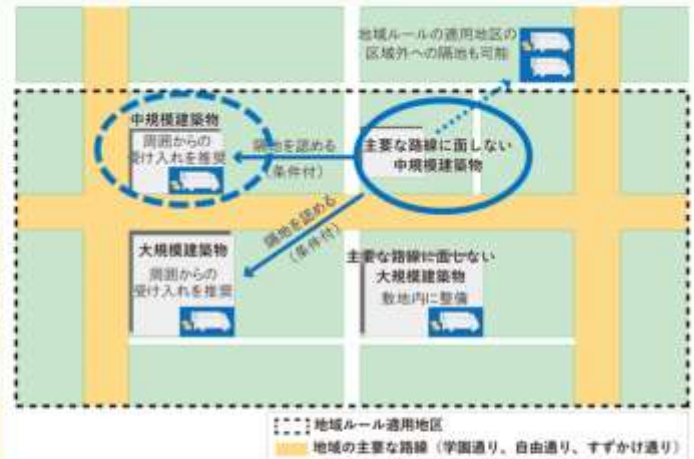 地域ルールの適用地区の
区域外への隔地も可能
中規模建築物
周囲からの
受け入れを推奨
隔地を認める
(条件付)
主要な路線に面しない
中規模建築物
隔地を認める
(条件付)
大規模建築物
周囲からの
受け入れを推奨
主要な路線に面しない
大規模建築物
敷地内に整備
地域ルール適用地区
地域の主要な路線（学園通り、自由通り、すずかけ通り）